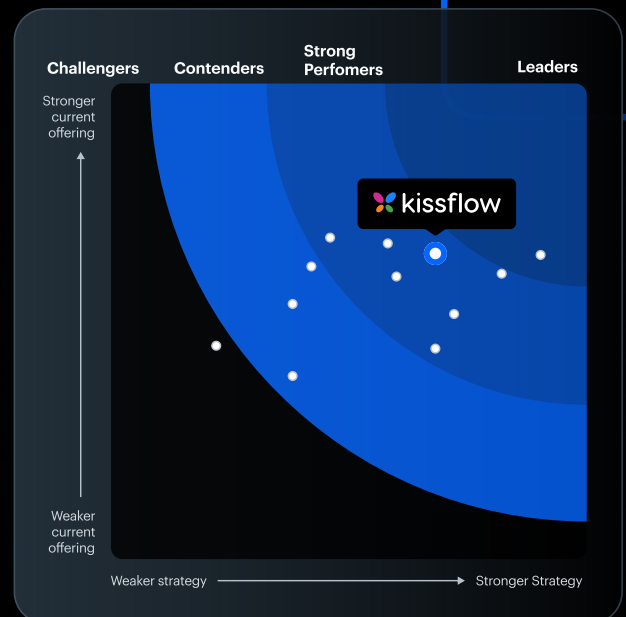 Challengers
Contenders
Strong
Perfomers
Leaders
Stronger
current
offering
kissflow
Weaker
current
offering
Weaker strategy
Stronger Strategy